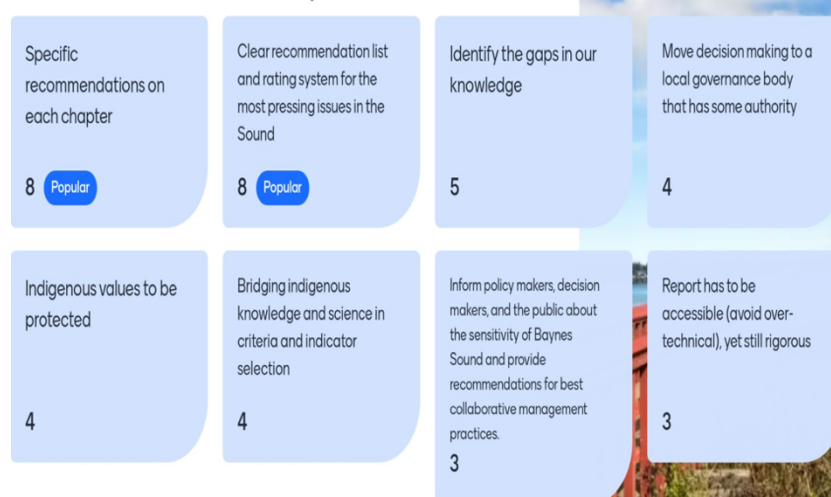 Specific
recommendations on
each chapter
8 Popular
Clear recommendation list
and rating system for the
most pressing issues in the
Sound
8 Popular
Identify the gaps in our
knowledge
5
Move decision making to a
local governance body
that has some authority
4
Indigenous values to be
protected
4
Bridging indigenous
knowledge and science in
criteria and indicator
selection
4
Inform policy makers, decision
makers, and the public about
the sensitivity of Baynes
Sound and provide
recommendations for best
collaborative management
practices.
3
Report has to be
accessible (avoid over-
technical), yet still rigorous
3